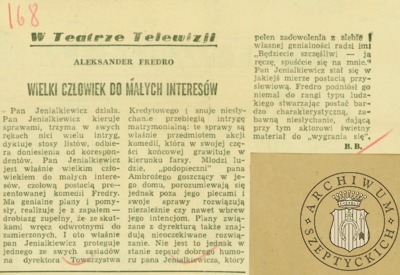 168
W Teatrze Telewizji
ALEKSANDER FREDRO
WIELKI CZŁOWIEK DO MAŁYCH INTERESÓW
Pan Jenialkiewicz działa.
Pan Jenialkiewicz kieruje
sprawami, trzyma w swych
rękach nici wielu intryg,
dyktuje stosy listów, odbie-
ra doniesienia od korespon-
dentów. Pan Jenialkiewicz
jest właśnie wielkim czło-
wiekiem do małych intere-
sów, czołową postacią pre-
zentowanej komedii Fredry.
Ma genialne plany i pomy-
sły, realizuje je z zapałem —
drobiazg zupełny, że ze skut-
kami wręcz odwrotnymi do
zamierzonych. I oto właśnie
pan Jenialkiewicz proteguje
jednego ze swych sąsiadów
na dyrektora Towarzystwa
Kredytowego i snuje niesły-
chanie przebiegłą intrygę
matrymonialną: te sprawy są
właśnie przedmiotem akcji
komedii, która w swojej czę-
ści końcowej grawituje w
kierunku farsy. Młodzi lu-
dzie, „podopieczni” pana
Ambrożego goszczący w je-
go domu, porozumiewają się
jednak poza jego plecami i
swoje sprawy rozwiązują
niezależnie czy nawet wbrew
jego intencjom. Plany zwią-
zane z dyrekturą także znaj-
dują nieoczekiwane rozwią-
zanie. Nie jest to jednak w
stanie zepsuć dobrego humo-
ru pana Jenialkiewicza, który
pełen zadowolenia z siebie i
własnej genialności radzi im
„Będziecie szczęśliwi — ja
ręczę, spuśćcie się na mnie.”
Pan Jenialkiewicz stał się w
jakiejś mierze postacią przy-
słowiową. Fredro podniósł go
niemal do rangi typu ludz-
kiego stwarzając postać bar-
dzo charakterystyczną, za-
bawną niesłychanie, dającą
przy tym aktorowi świetny
materiał do „wygrania się”.
B.B.
ARCHIWUM
SZEPTYCKICH